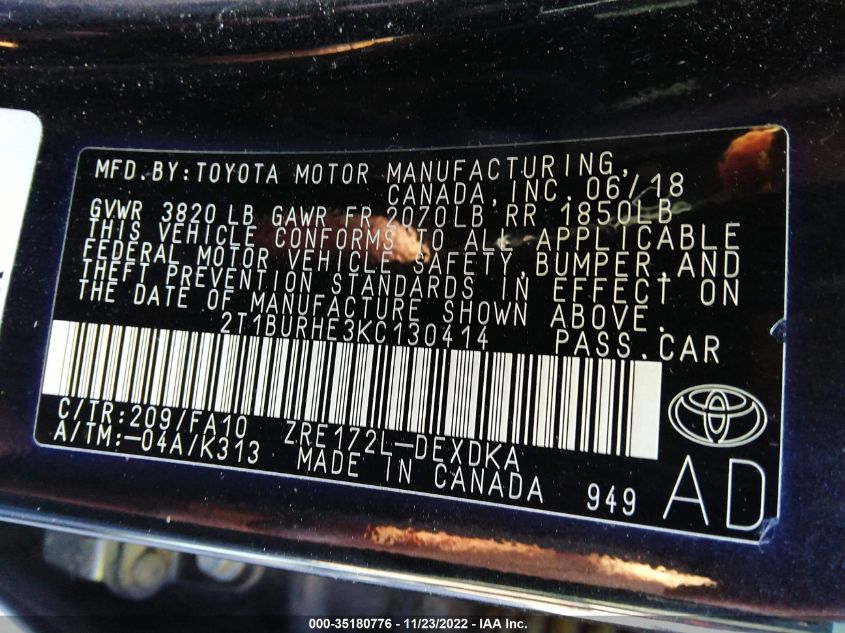 MFD.BY:TOYOTA MOTOR MANUFACTURING,
CANADA,INC. 06/18
GVWR 3820 LB GAWR FR 2070LB RR 1850LB
THIS VEHICLE CONFORMS TO ALL APPLICABLE
FEDERAL MOTOR VEHICLE SAFETY,BUMPER,AND
THEFT PREVENTION STANDARDS IN EFFECT ON
THE DATE OF MANUFACTURE SHOWN ABOVE.
2T1BURHE3KC130414 PASS.CAR
C/TR:209/FA10 ZRE172L-DEXDKA
A/TM:-04A/K313 MADE IN CANADA 949 AD
000-35180776 - 11/23/2022 - IAA Inc.